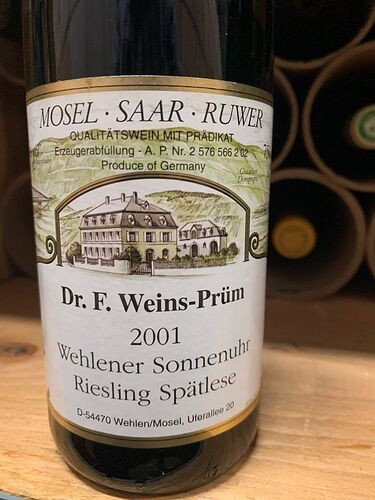 MOSEL · SAAR · RUWER
QUALITÄTSWEIN MIT PRÄDIKAT
Erzeugerabfüllung - A. P. Nr. 2 576 566 2 02
Produce of Germany
Dr. F. Weins-Prüm
2001
Wehlener Sonnenuhr
Riesling Spätlese
D-54470 Wehlen/Mosel, Uferallee 20